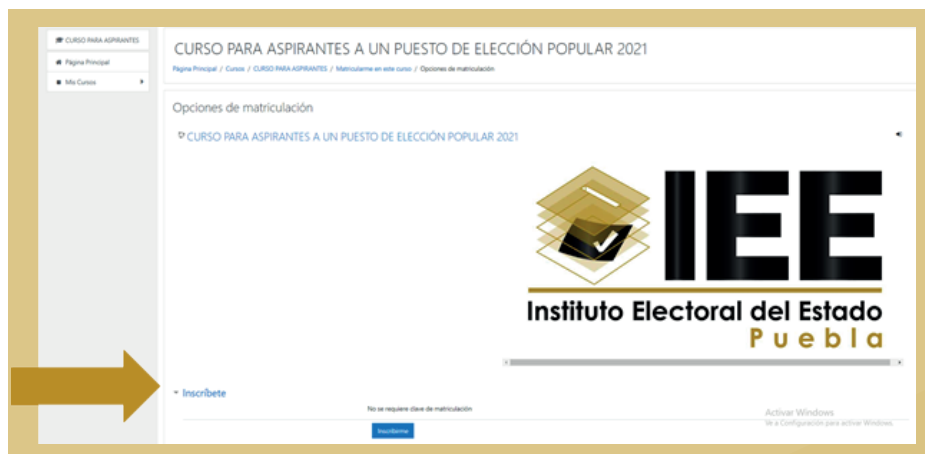 CURSO PARA ASPIRANTES
Página Principal
Mis Cursos
CURSO PARA ASPIRANTES A UN PUESTO DE ELECCIÓN POPULAR 2021
Página Principal / Cursos / CURSO PARA ASPIRANTES / Matricularme en este curso / Opciones de matriculación
Opciones de matriculación
CURSO PARA ASPIRANTES A UN PUESTO DE ELECCIÓN POPULAR 2021
IEE
Instituto Electoral del Estado
Puebla
Inscríbete
No se requiere clave de matriculación
Inscribirme
Activar Windows
Ve a Configuración para activar Windows.